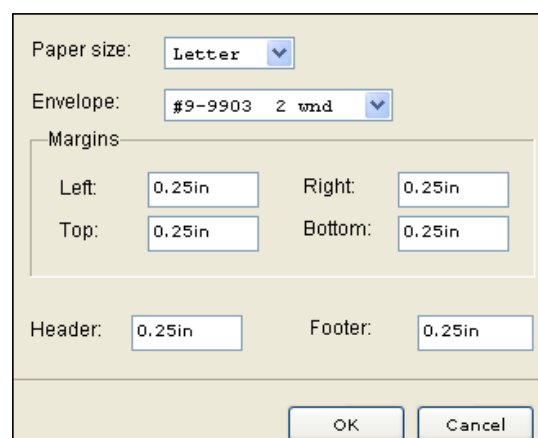 Paper size: Letter
Envelope: #9-9903 2 wnd
Margins
Left: 0.25in Right: 0.25in
Top: 0.25in Bottom: 0.25in
Header: 0.25in Footer: 0.25in
OK Cancel